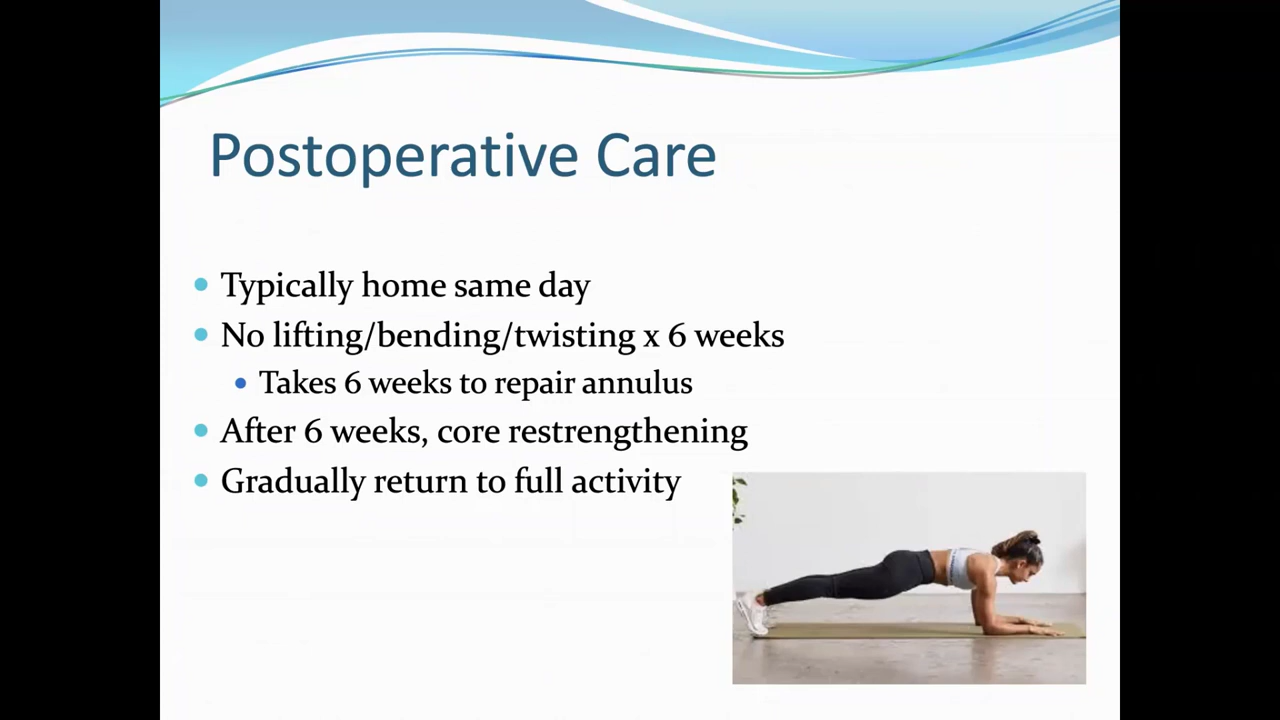 Postoperative Care
Typically home same day
No lifting/bending/twisting x 6 weeks
Takes 6 weeks to repair annulus
After 6 weeks, core restrengthening
Gradually return to full activity